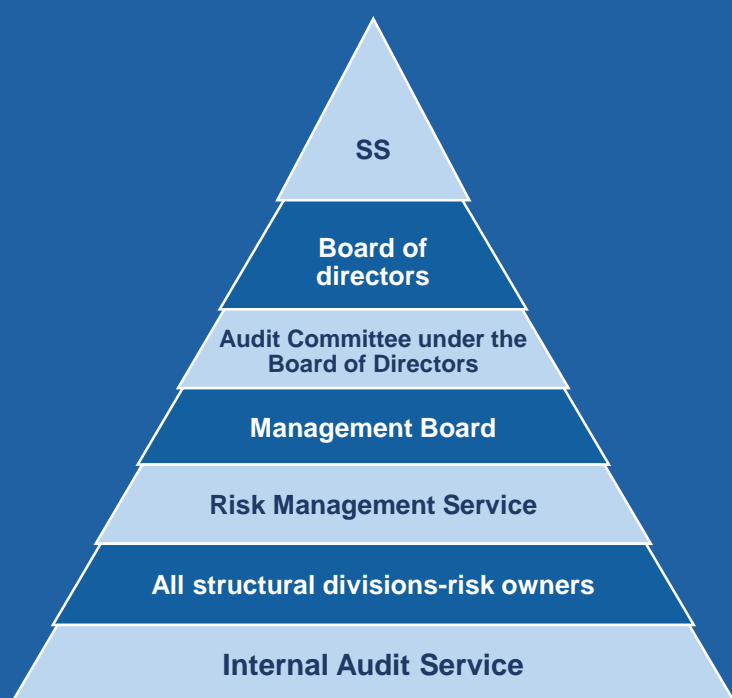 SS
Board of
directors
Audit Committee under the
Board of Directors
Management Board
Risk Management Service
All structural divisions-risk owners
Internal Audit Service